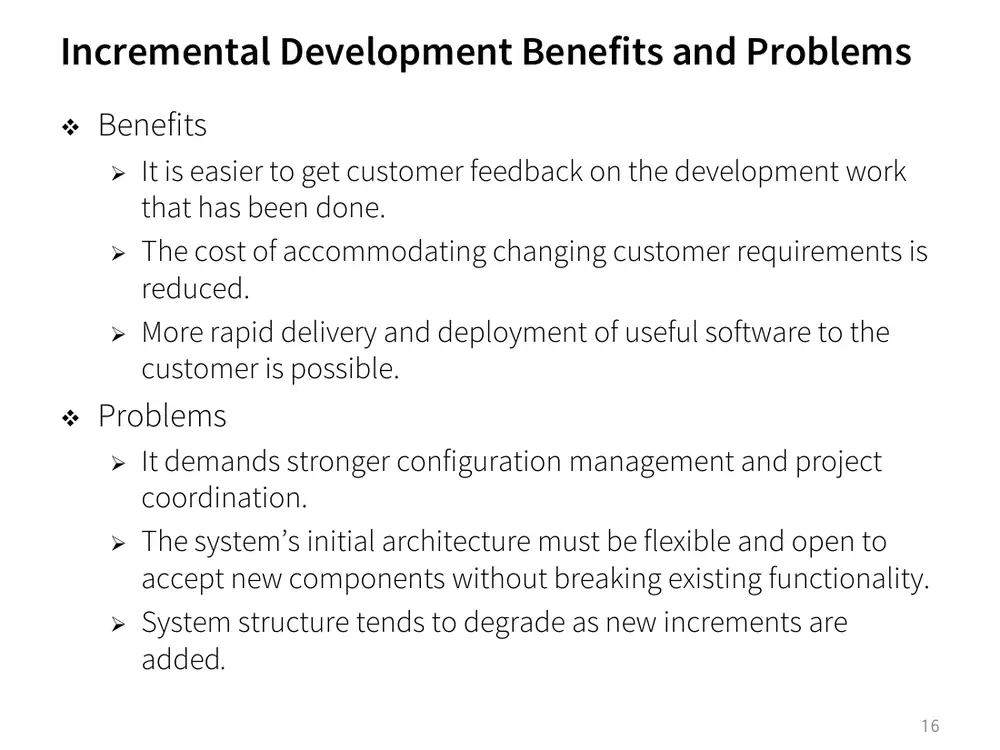 Incremental Development Benefits and Problems
❖ Benefits
➢ It is easier to get customer feedback on the development work
that has been done.
➢ The cost of accommodating changing customer requirements is
reduced.
➢ More rapid delivery and deployment of useful software to the
customer is possible.
❖ Problems
➢ It demands stronger configuration management and project
coordination.
➢ The system’s initial architecture must be flexible and open to
accept new components without breaking existing functionality.
➢ System structure tends to degrade as new increments are
added.
16